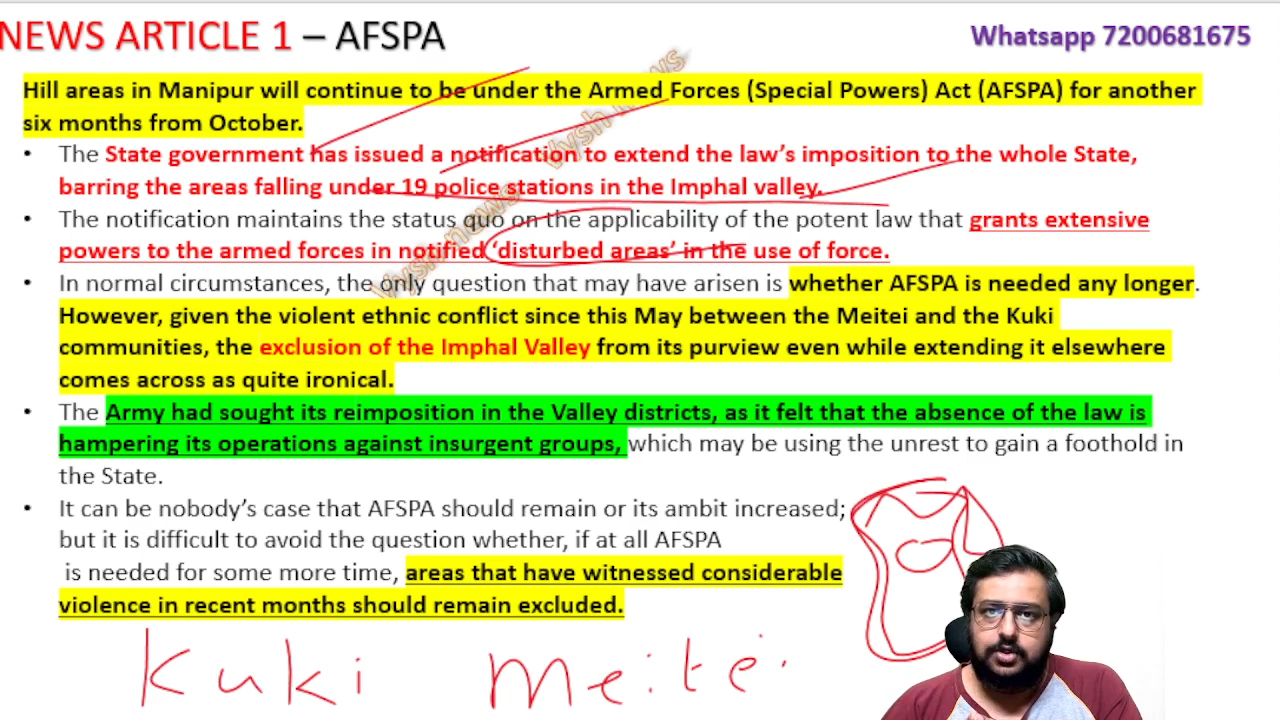 NEWS ARTICLE 1 – AFSPA
Whatsapp 7200681675
Hill areas in Manipur will continue to be under the Armed Forces (Special Powers) Act (AFSPA) for another
six months from October.
• The State government has issued a notification to extend the law's imposition to the whole State,
barring the areas falling under 19 police stations in the Imphal valley.
• The notification maintains the status quo on the applicability of the potent law that grants extensive
powers to the armed forces in notified 'disturbed areas' in the use of force.
• In normal circumstances, the only question that may have arisen is whether AFSPA is needed any longer.
However, given the violent ethnic conflict since this May between the Meitei and the Kuki
communities, the exclusion of the Imphal Valley from its purview even while extending it elsewhere
comes across as quite ironical.
• The Army had sought its reimposition in the Valley districts, as it felt that the absence of the law is
hampering its operations against insurgent groups, which may be using the unrest to gain a foothold in
the State.
• It can be nobody's case that AFSPA should remain or its ambit increased;
but it is difficult to avoid the question whether, if at all AFSPA
is needed for some more time, areas that have witnessed considerable
violence in recent months should remain excluded.
Kuki Meitei